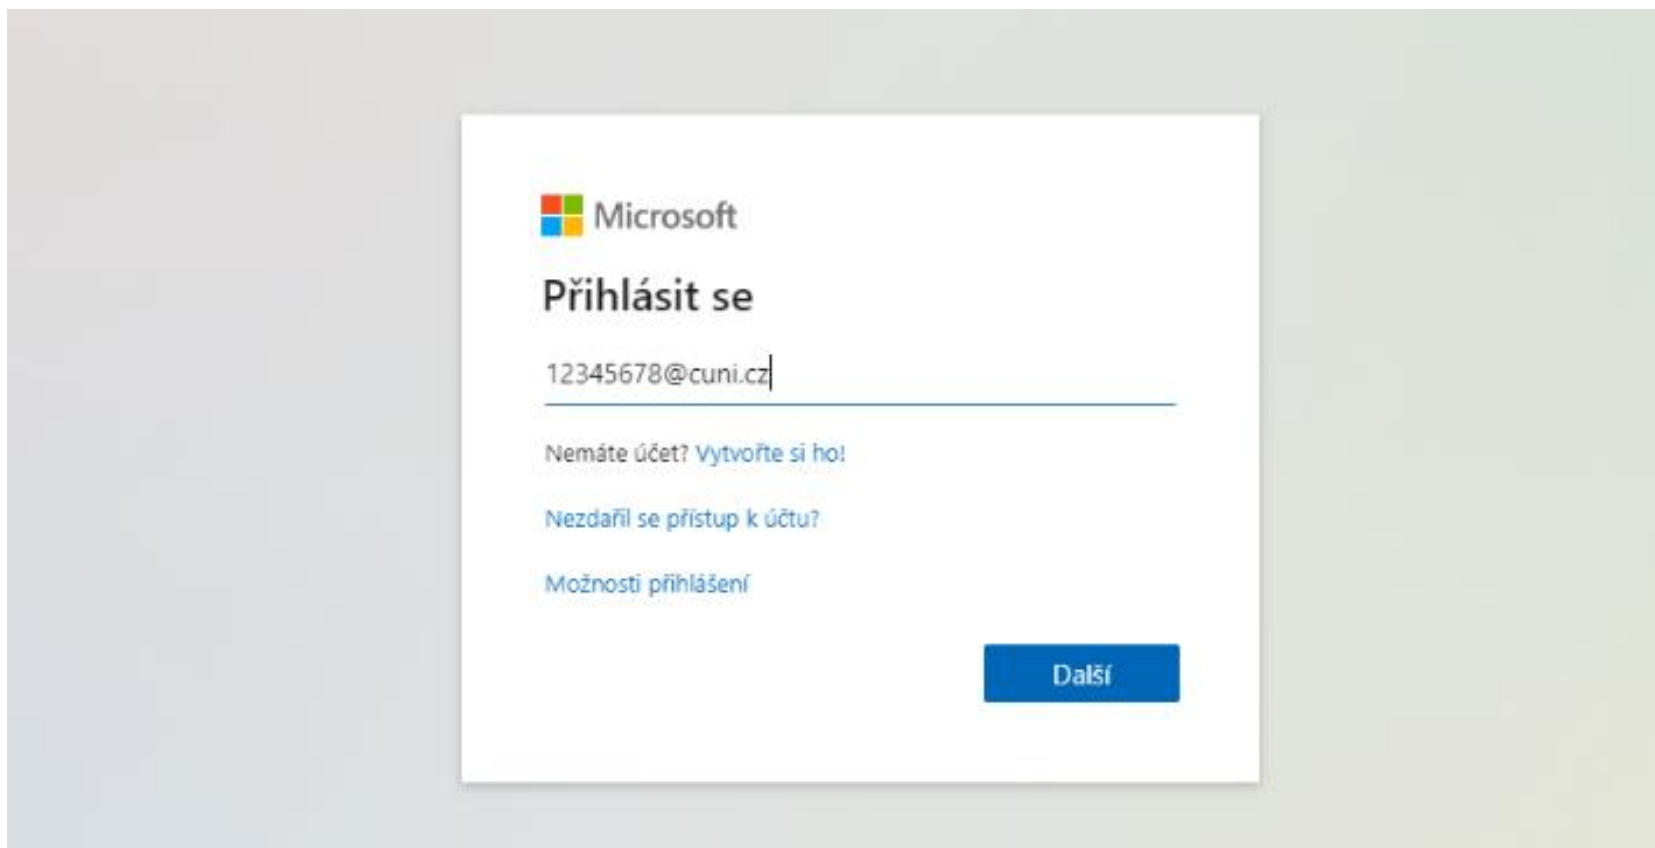 Microsoft
Přihlásit se
12345678@cuni.cz
Nemáte účet? Vytvořte si ho!
Nezdařil se přístup k účtu?
Možnosti přihlášení
Další